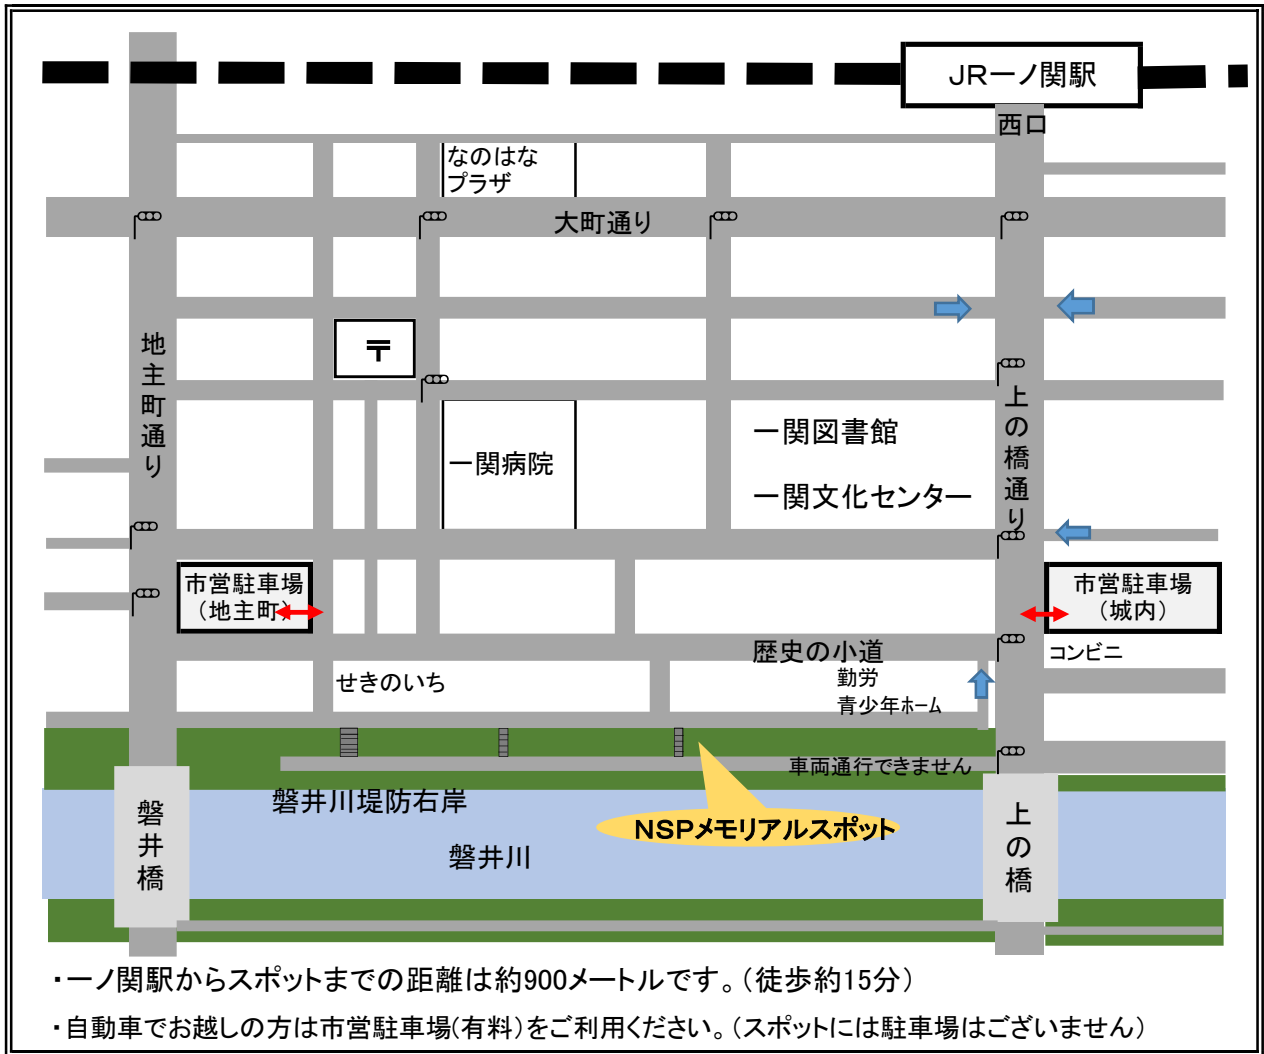 JR一ノ関駅
西口
なのはな
プラザ
大町通り
地主町通り
〒
上の橋通り
一関図書館
一関病院
一関文化センター
市営駐車場
（地主町）
市営駐車場
（城内）
歴史の小道
コンビニ
せきのいち
勤労
青少年ホーム
車両通行できません
磐井川堤防右岸
磐井橋
NSPメモリアルスポット
上の橋
磐井川
・一ノ関駅からスポットまでの距離は約900メートルです。（徒歩約15分）
・自動車でお越しの方は市営駐車場(有料)をご利用ください。（スポットには駐車場はございません）